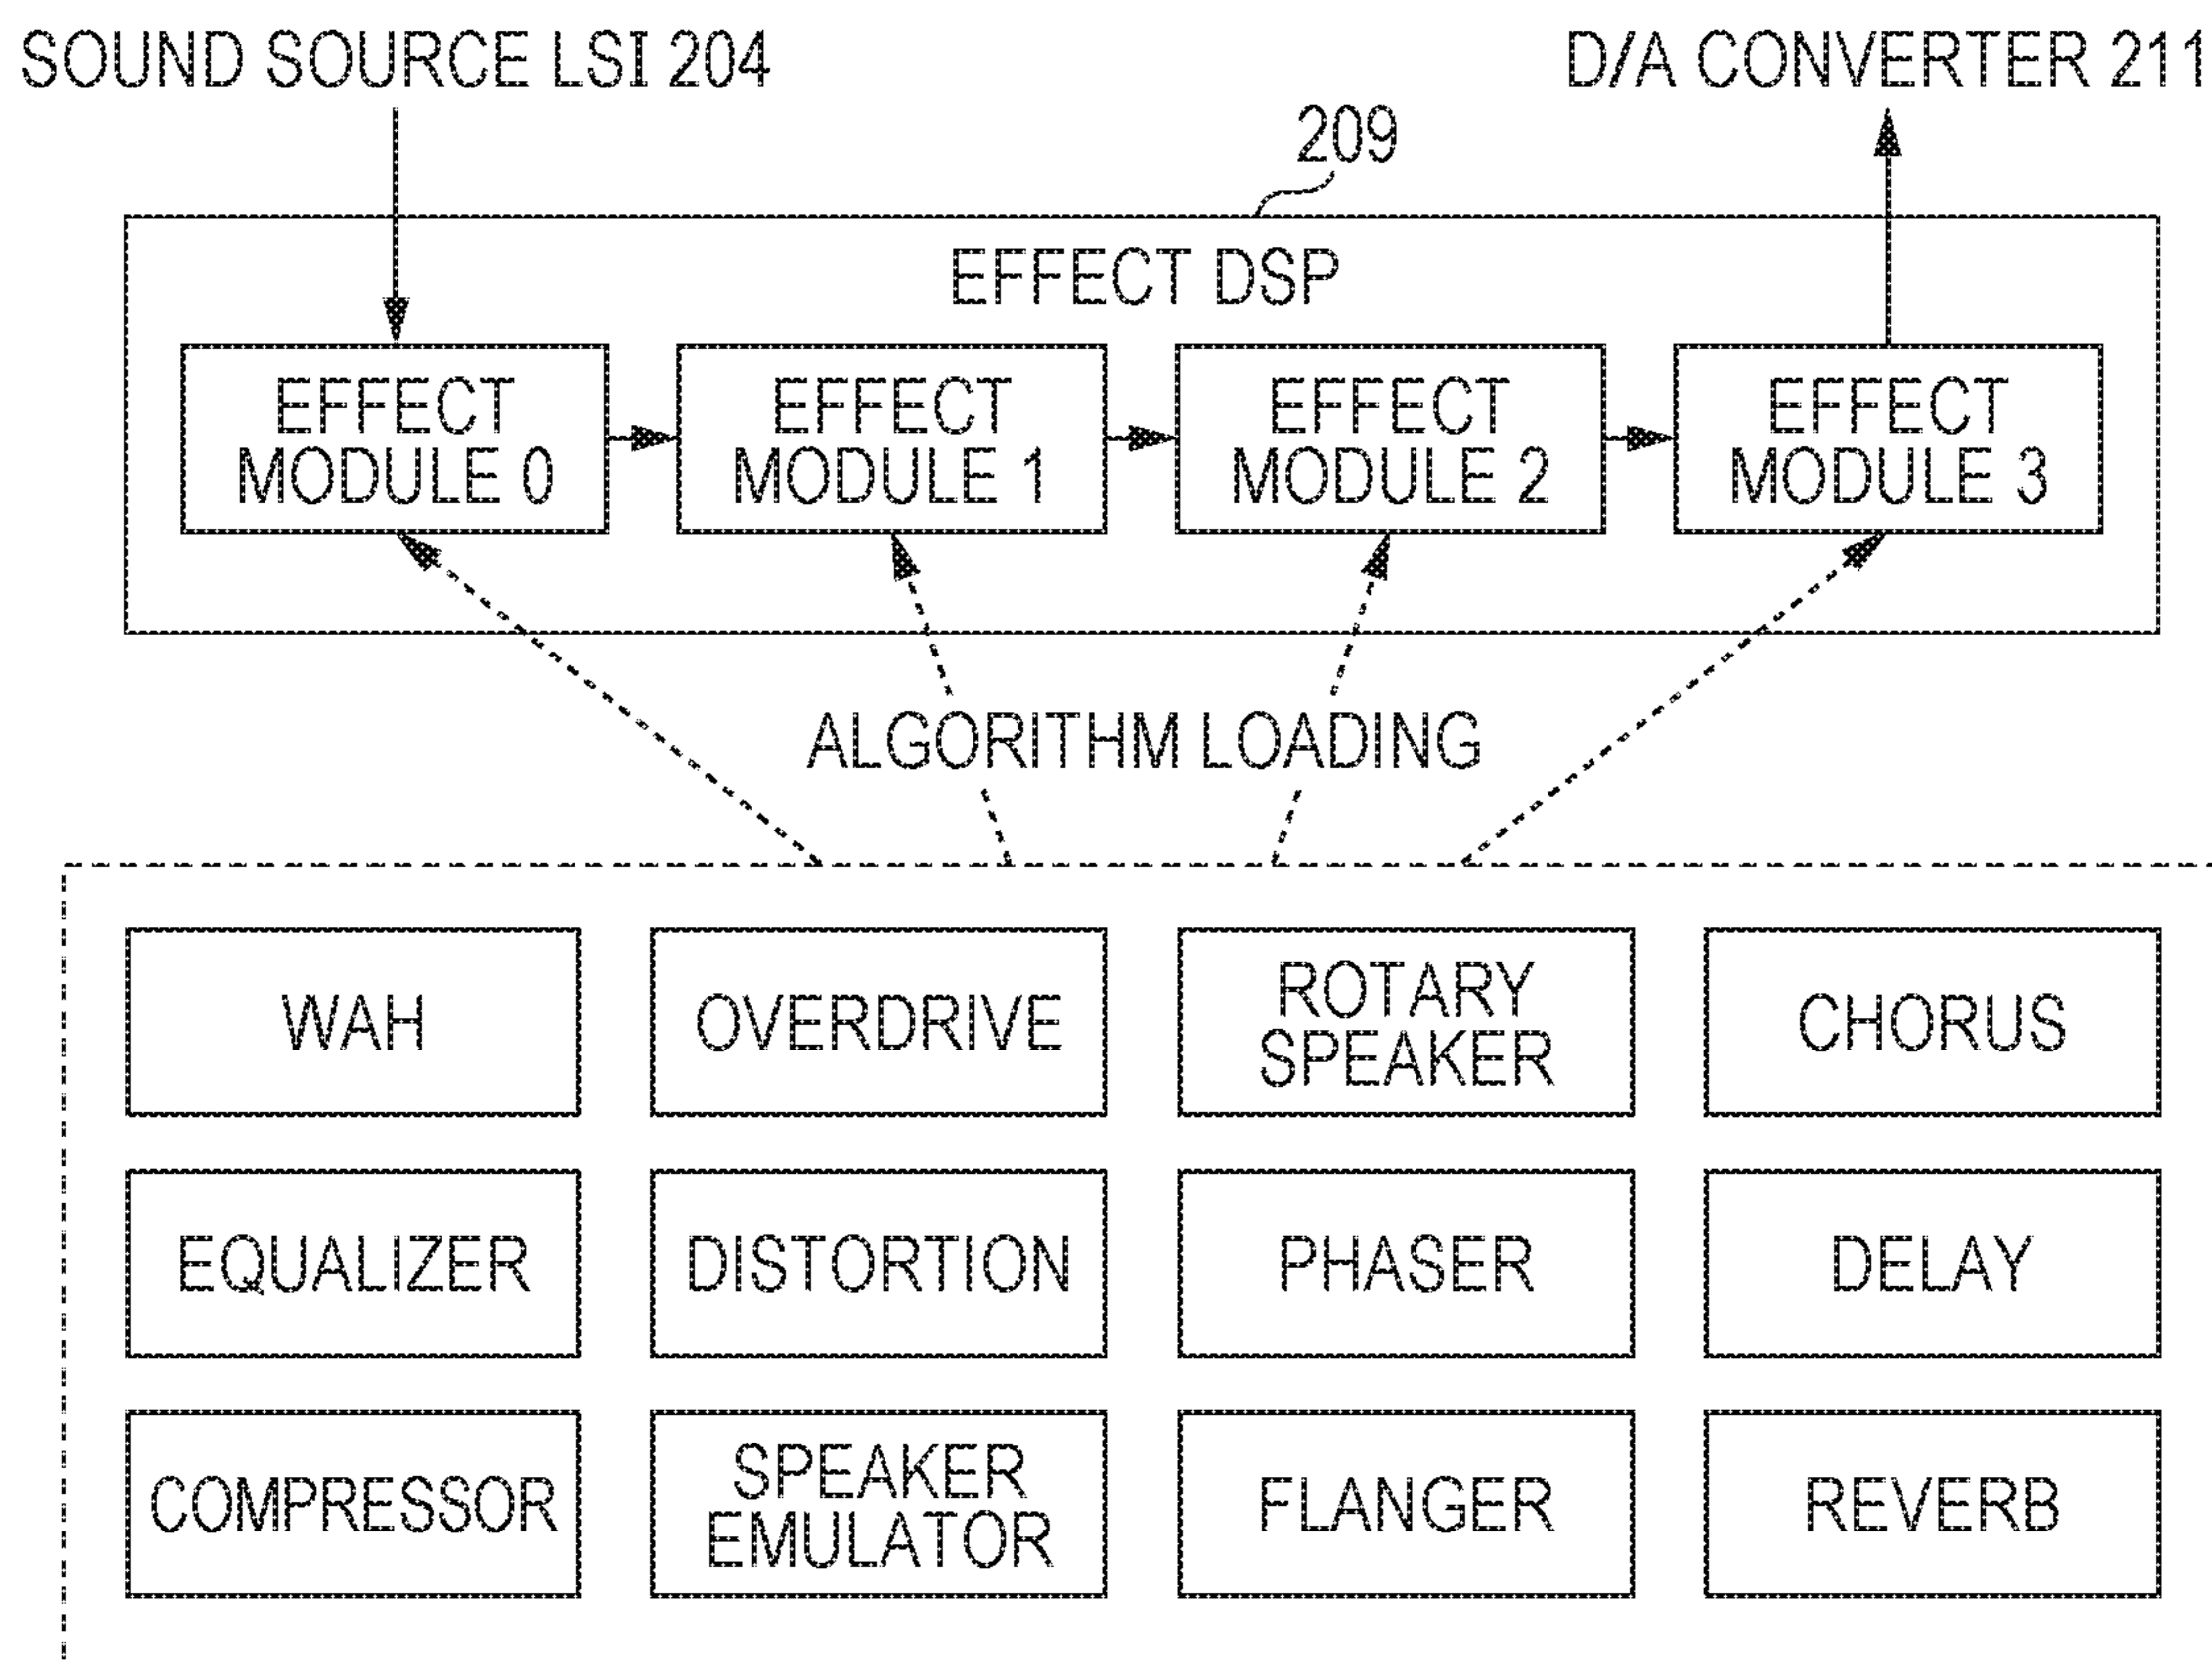 SOUND SOURCE LSI 204
D/A CONVERTER 211
209
EFFECT DSP
EFFECT
MODULE 0
EFFECT
MODULE 1
EFFECT
MODULE 2
EFFECT
MODULE 3
ALGORITHM LOADING
WAH
OVERDRIVE
ROTARY
SPEAKER
CHORUS
EQUALIZER
DISTORTION
PHASER
DELAY
COMPRESSOR
SPEAKER
EMULATOR
FLANGER
REVERB